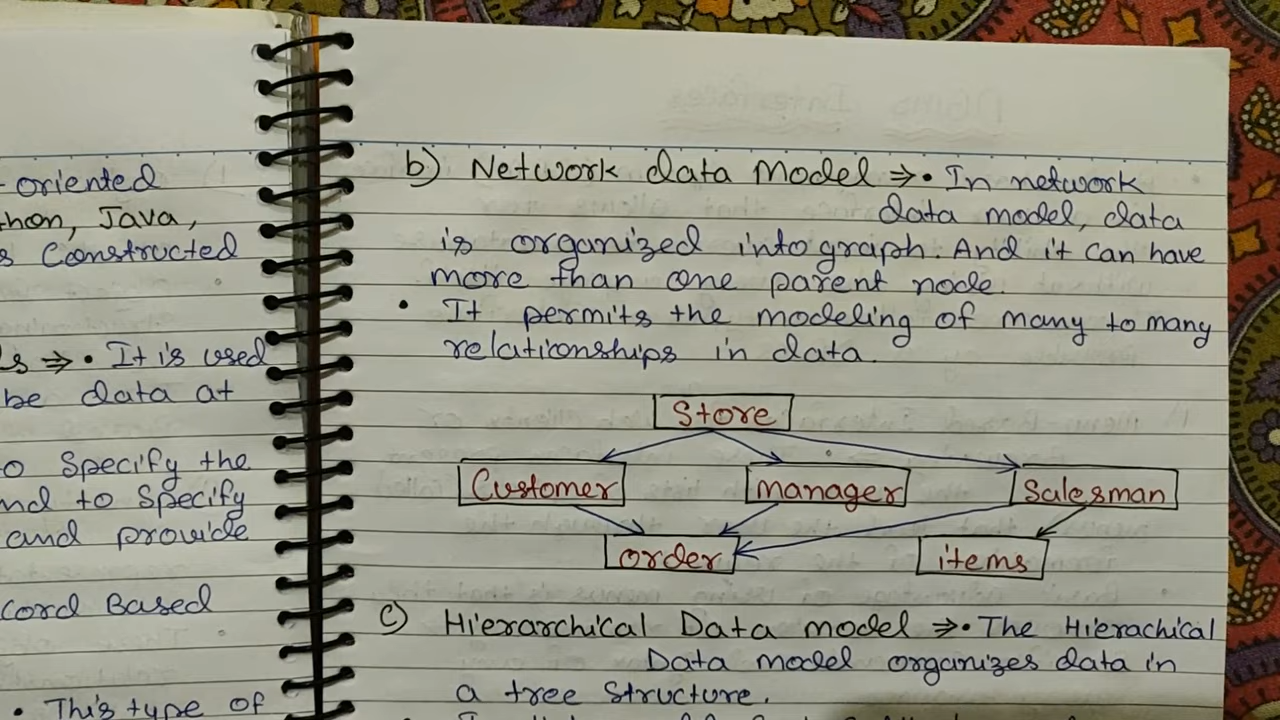 - oriented
thon, Java,
s Constructed
ls ⇒ • It is used
be data at
o Specify the
nd to Specify
and provide
cord Based
• This type of
b) Network data Model ⇒ • In network
data model, data
is organized into graph. And it can have
more than one parent node.
• It permits the modeling of many to many
relationships in data.
Store
Customer manager Salesman
order items
c) Hierarchical Data model ⇒ • The Hierachical
Data model organizes data in
a tree structure.